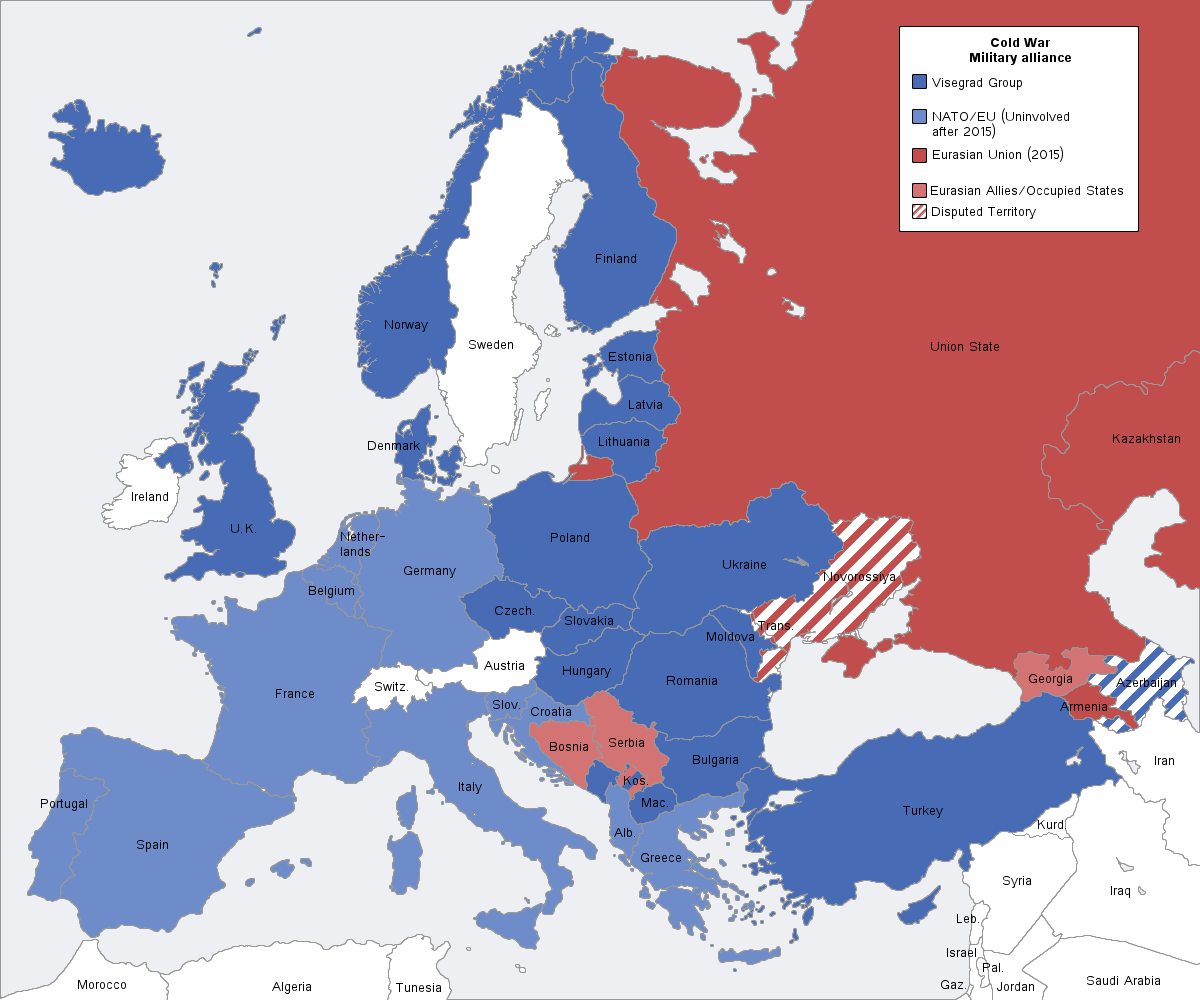 Cold War
Military alliance
Visegrad Group
NATO/EU (Uninvolved
after 2015)
Eurasian Union (2015)
Eurasian Allies/Occupied States
Disputed Territory
Finland
Norway
Sweden
Union State
Estonia
Latvia
Denmark
Lithuania
Kazakhstan
Ireland
U.K.
Nether-
lands
Poland
Ukraine
Germany
Novorossiya
Belgium
Czech.
Slovakia
Trans.
Moldova
Austria
Hungary
Romania
Switz.
France
Georgia
Azerbaijan
Slov.
Croatia
Armenia
Bosnia
Serbia
Bulgaria
Iran
Kos.
Italy
Portugal
Mac.
Turkey
Spain
Alb.
Kurd.
Greece
Syria
Iraq
Leb.
Israel
Pal.
Morocco
Algeria
Tunesia
Gaz.
Jordan
Saudi Arabia